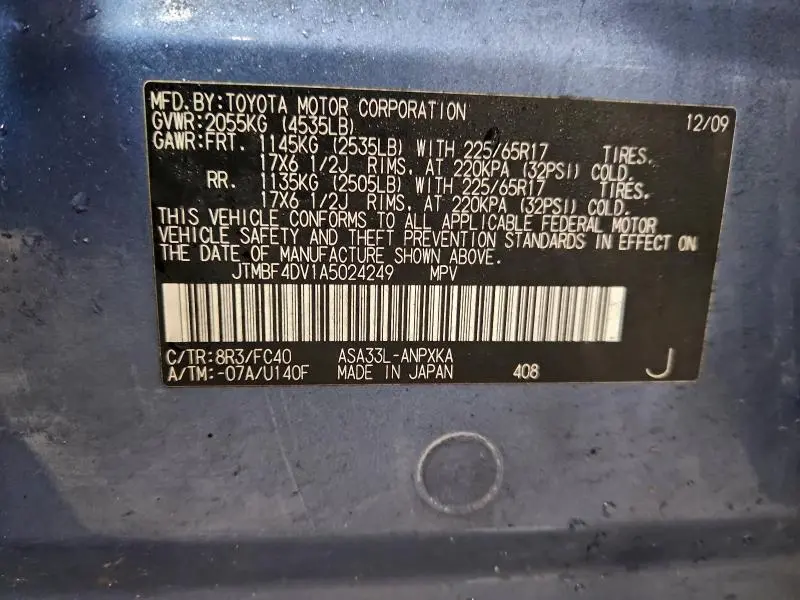 MFD. BY: TOYOTA MOTOR CORPORATION 12/09
GVWR: 2055KG (4535LB)
GAWR: FRT. 1145KG (2535LB) WITH 225/65R17 TIRES.
17X6 1/2J RIMS, AT 220KPA (32PSI) COLD.
RR. 1135KG (2505LB) WITH 225/65R17 TIRES.
17X6 1/2J RIMS, AT 220KPA (32PSI) COLD.
THIS VEHICLE CONFORMS TO ALL APPLICABLE FEDERAL MOTOR
VEHICLE SAFETY AND THEFT PREVENTION STANDARDS IN EFFECT ON
THE DATE OF MANUFACTURE SHOWN ABOVE.
JTMBF4DV1A5024249 MPV
C/TR: 8R3/FC40 ASA33L-ANPXKA
A/TM: -07A/U140F MADE IN JAPAN 408 J